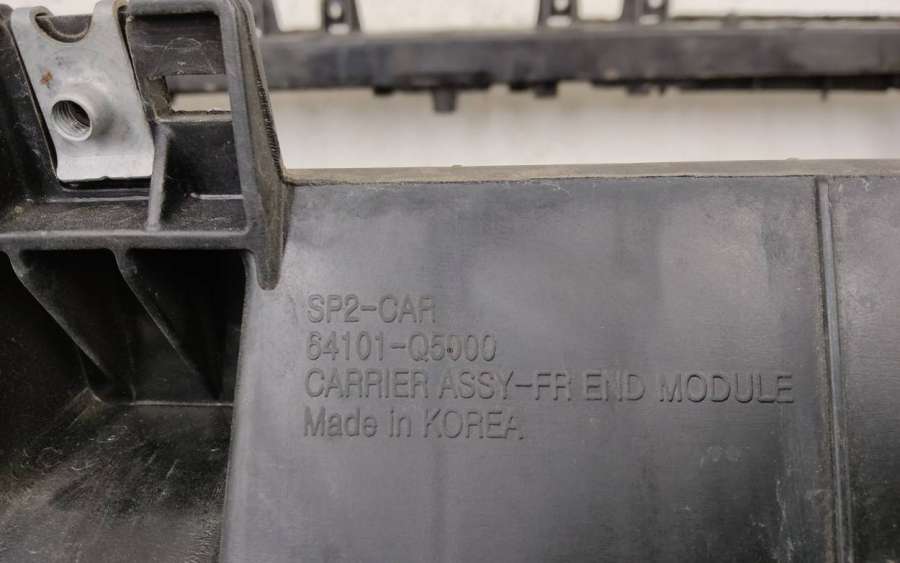 SP2-CAR
64101-Q5000
CARRIER ASSY-FR END MODULE
Made in KOREA